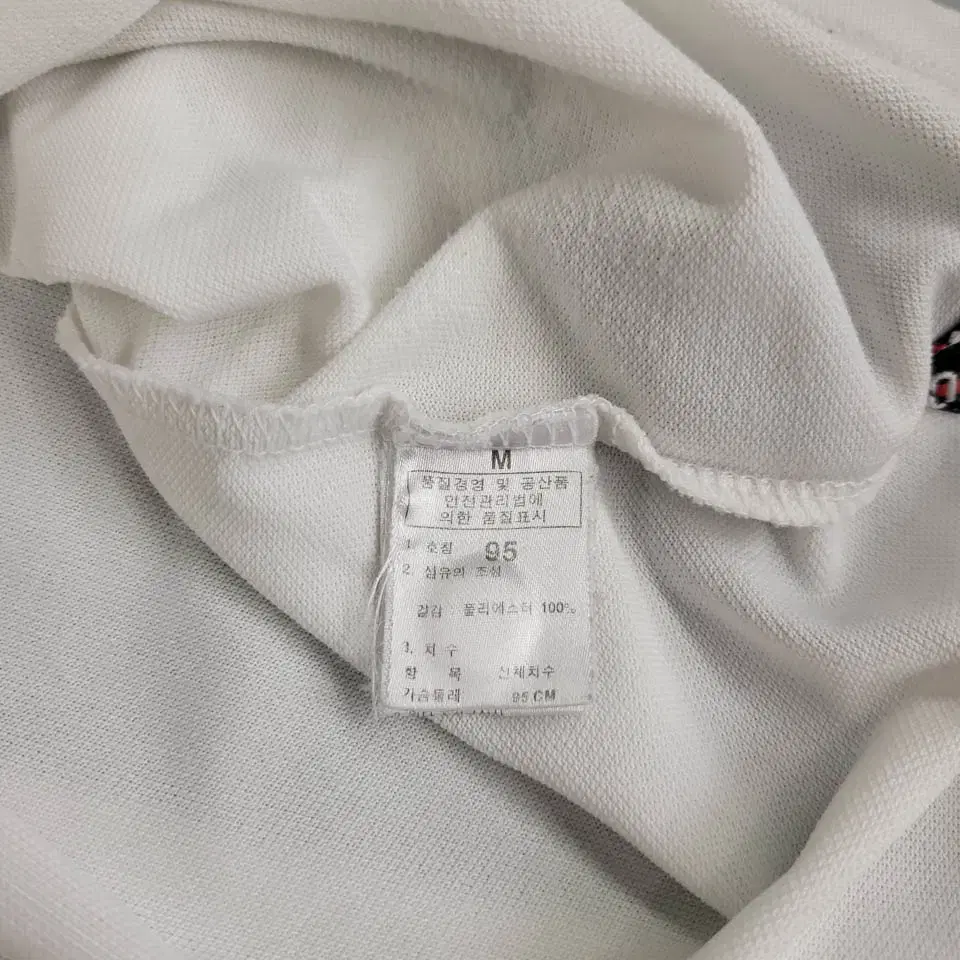 M
품질경영 및 공산품
안전관리법에
의한 품질표시
1. 호칭 95
2. 섬유의 조성
겉감 폴리에스터 100%
3. 치수
항 목 신체치수
가슴둘레 95 CM